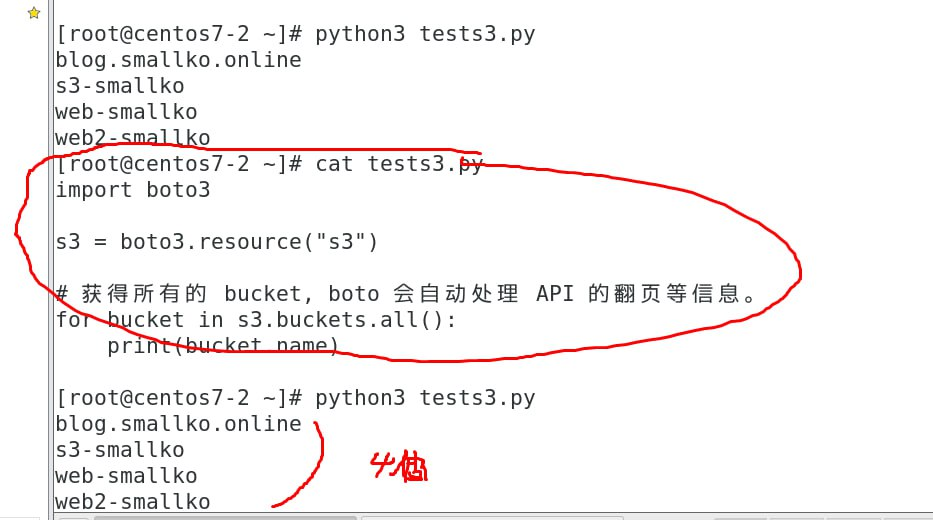 [root@centos7-2 ~]# python3 tests3.py
blog.smallko.online
s3-smallko
web-smallko
web2-smallko
[root@centos7-2 ~]# cat tests3.py
import boto3
s3 = boto3.resource("s3")
# 获得所有的 bucket, boto 会自动处理 API 的翻页等信息。
for bucket in s3.buckets.all():
    print(bucket.name)
[root@centos7-2 ~]# python3 tests3.py
blog.smallko.online
s3-smallko
web-smallko
web2-smallko
4個